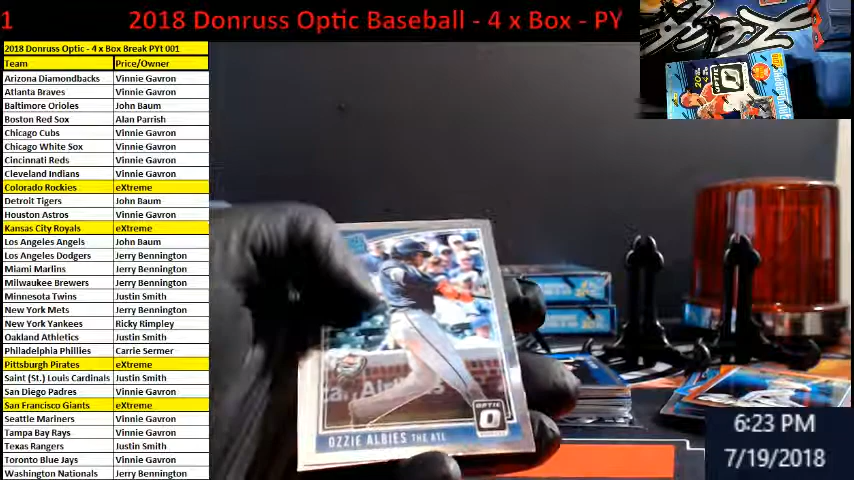 1
2018 Donruss Optic Baseball - 4 x Box - PY
2018 Donruss Optic - 4 x Box Break PYt 001
Team Price/Owner
Arizona Diamondbacks Vinnie Gavron
Atlanta Braves Vinnie Gavron
Baltimore Orioles John Baum
Boston Red Sox Alan Parrish
Chicago Cubs Vinnie Gavron
Chicago White Sox Vinnie Gavron
Cincinnati Reds Vinnie Gavron
Cleveland Indians Vinnie Gavron
Colorado Rockies eXtreme
Detroit Tigers John Baum
Houston Astros Vinnie Gavron
Kansas City Royals eXtreme
Los Angeles Angels John Baum
Los Angeles Dodgers Jerry Bennington
Miami Marlins Jerry Bennington
Milwaukee Brewers Jerry Bennington
Minnesota Twins Justin Smith
New York Mets Jerry Bennington
New York Yankees Ricky Rimpley
Oakland Athletics Justin Smith
Philadelphia Phillies Carrie Sermer
Pittsburgh Pirates eXtreme
Saint (St.) Louis Cardinals Justin Smith
San Diego Padres Vinnie Gavron
San Francisco Giants eXtreme
Seattle Mariners Vinnie Gavron
Tampa Bay Rays Vinnie Gavron
Texas Rangers Justin Smith
Toronto Blue Jays Vinnie Gavron
Washington Nationals Jerry Bennington
OPTIC
OZZIE ALBIES THE ATL
6:23 PM
7/19/2018